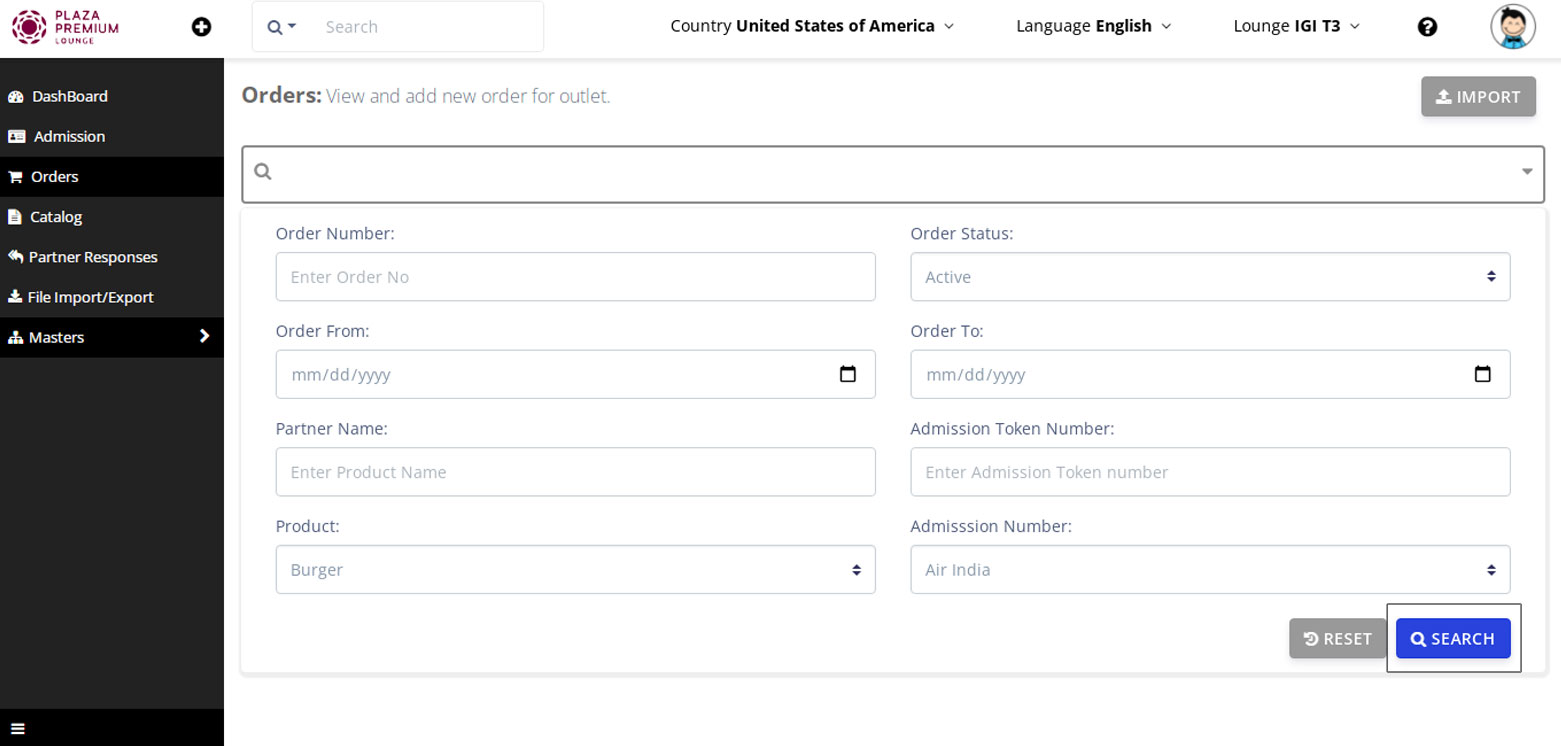 PLAZA
PREMIUM
LOUNGE
Search
Country United States of America
Language English
Lounge IGI T3
DashBoard
Admission
Orders
Catalog
Partner Responses
File Import/Export
Masters
Orders: View and add new order for outlet.
IMPORT
Order Number:
Enter Order No
Order Status:
Active
Order From:
mm/dd/yyyy
Order To:
mm/dd/yyyy
Partner Name:
Enter Product Name
Admission Token Number:
Enter Admission Token number
Product:
Burger
Admisssion Number:
Air India
RESET
SEARCH